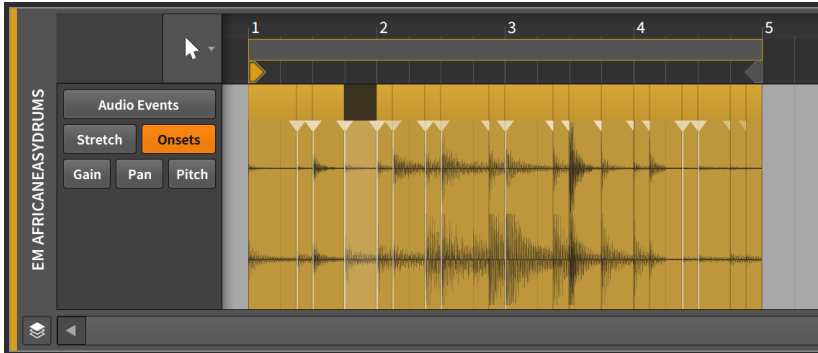 1 2 3 4 5
EM AFRICANEASYDRUMS
Audio Events
Stretch Onsets
Gain Pan Pitch